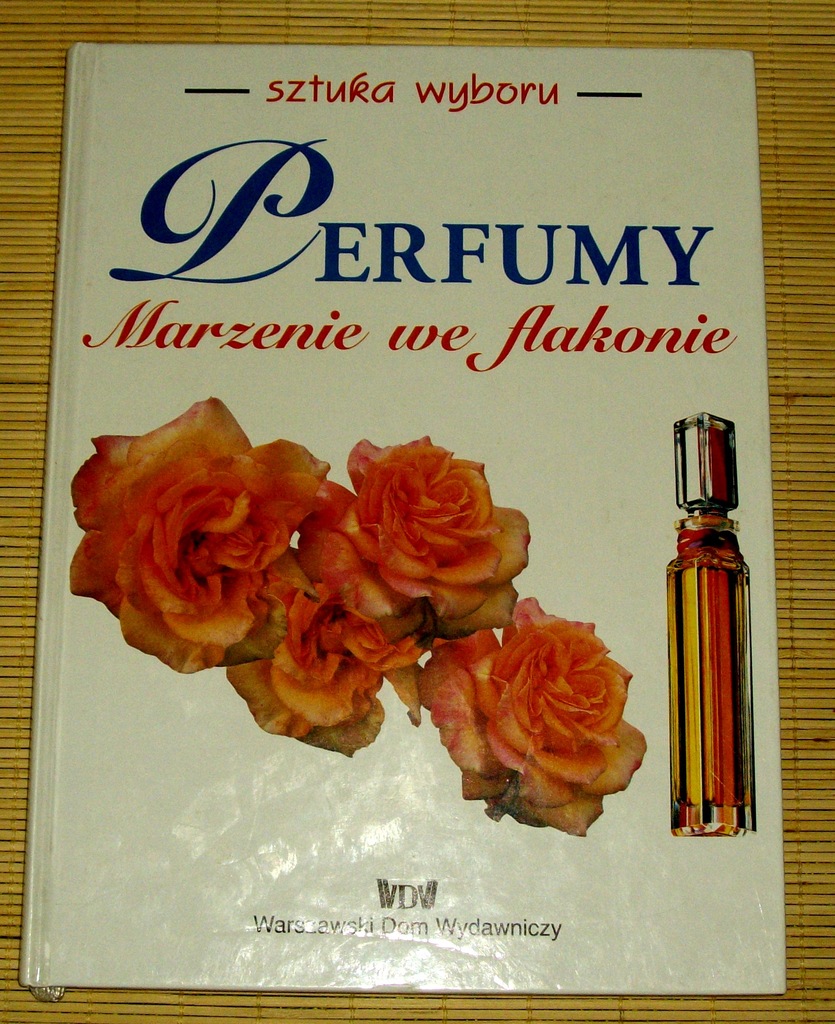 sztuka wyboru
PERFUMY
Marzenie we flakonie
WDW
Warszawski Dom Wydawniczy